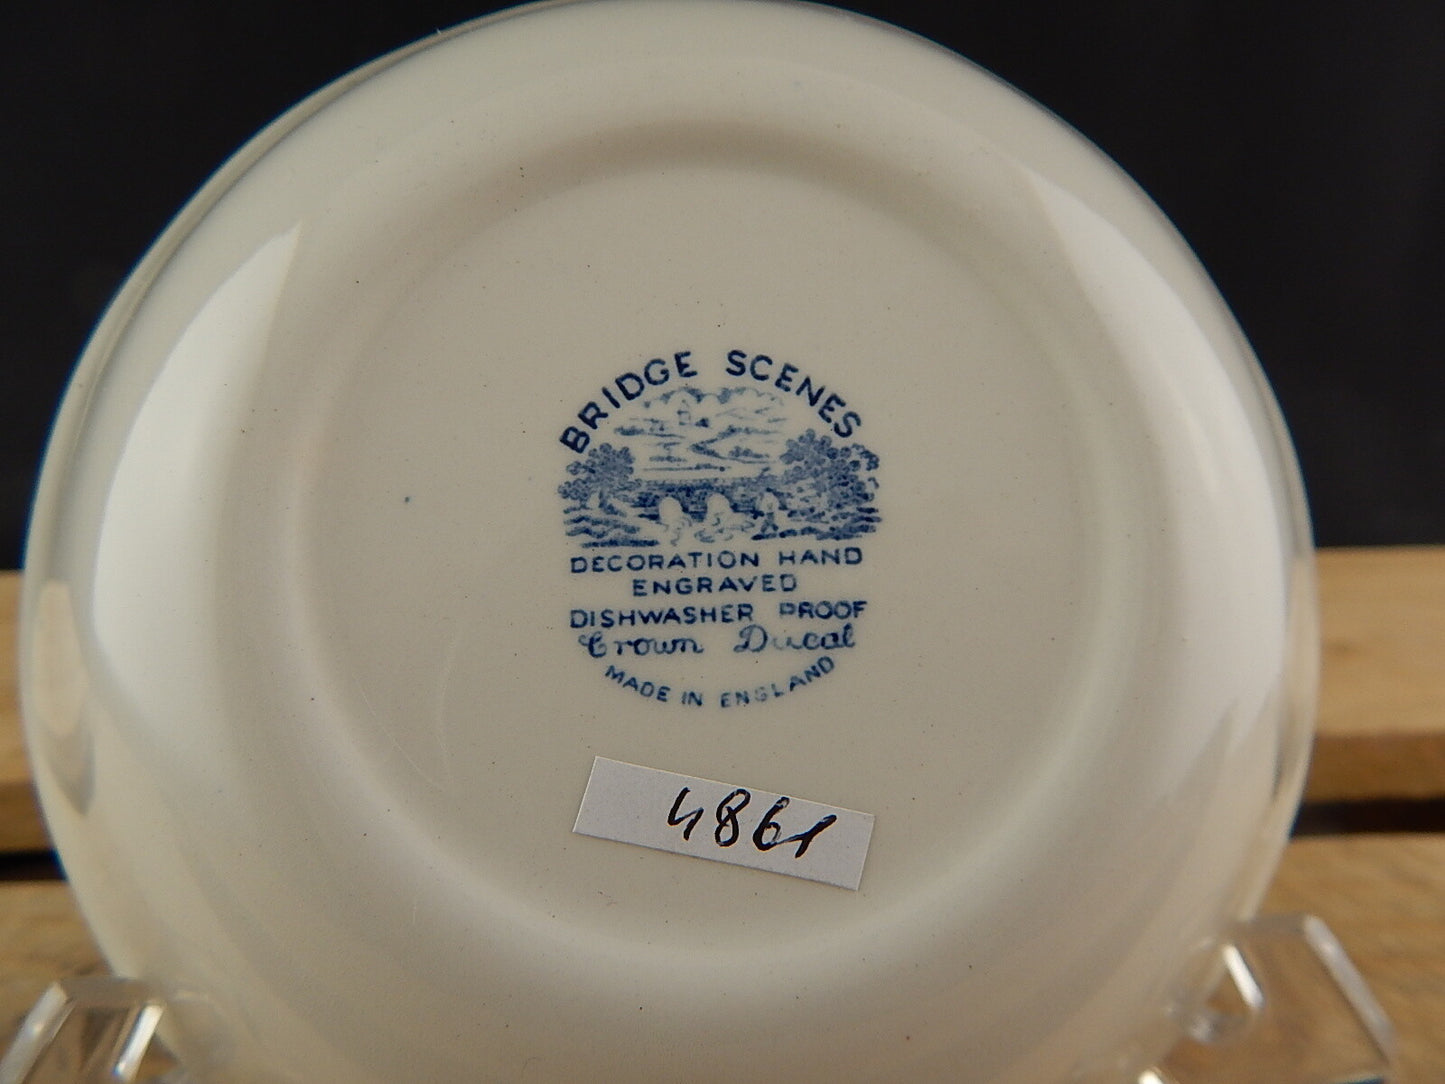 BRIDGE SCENES
DECORATION HAND
ENGRAVED
DISHWASHER PROOF
Crown Ducal
MADE IN ENGLAND
4861